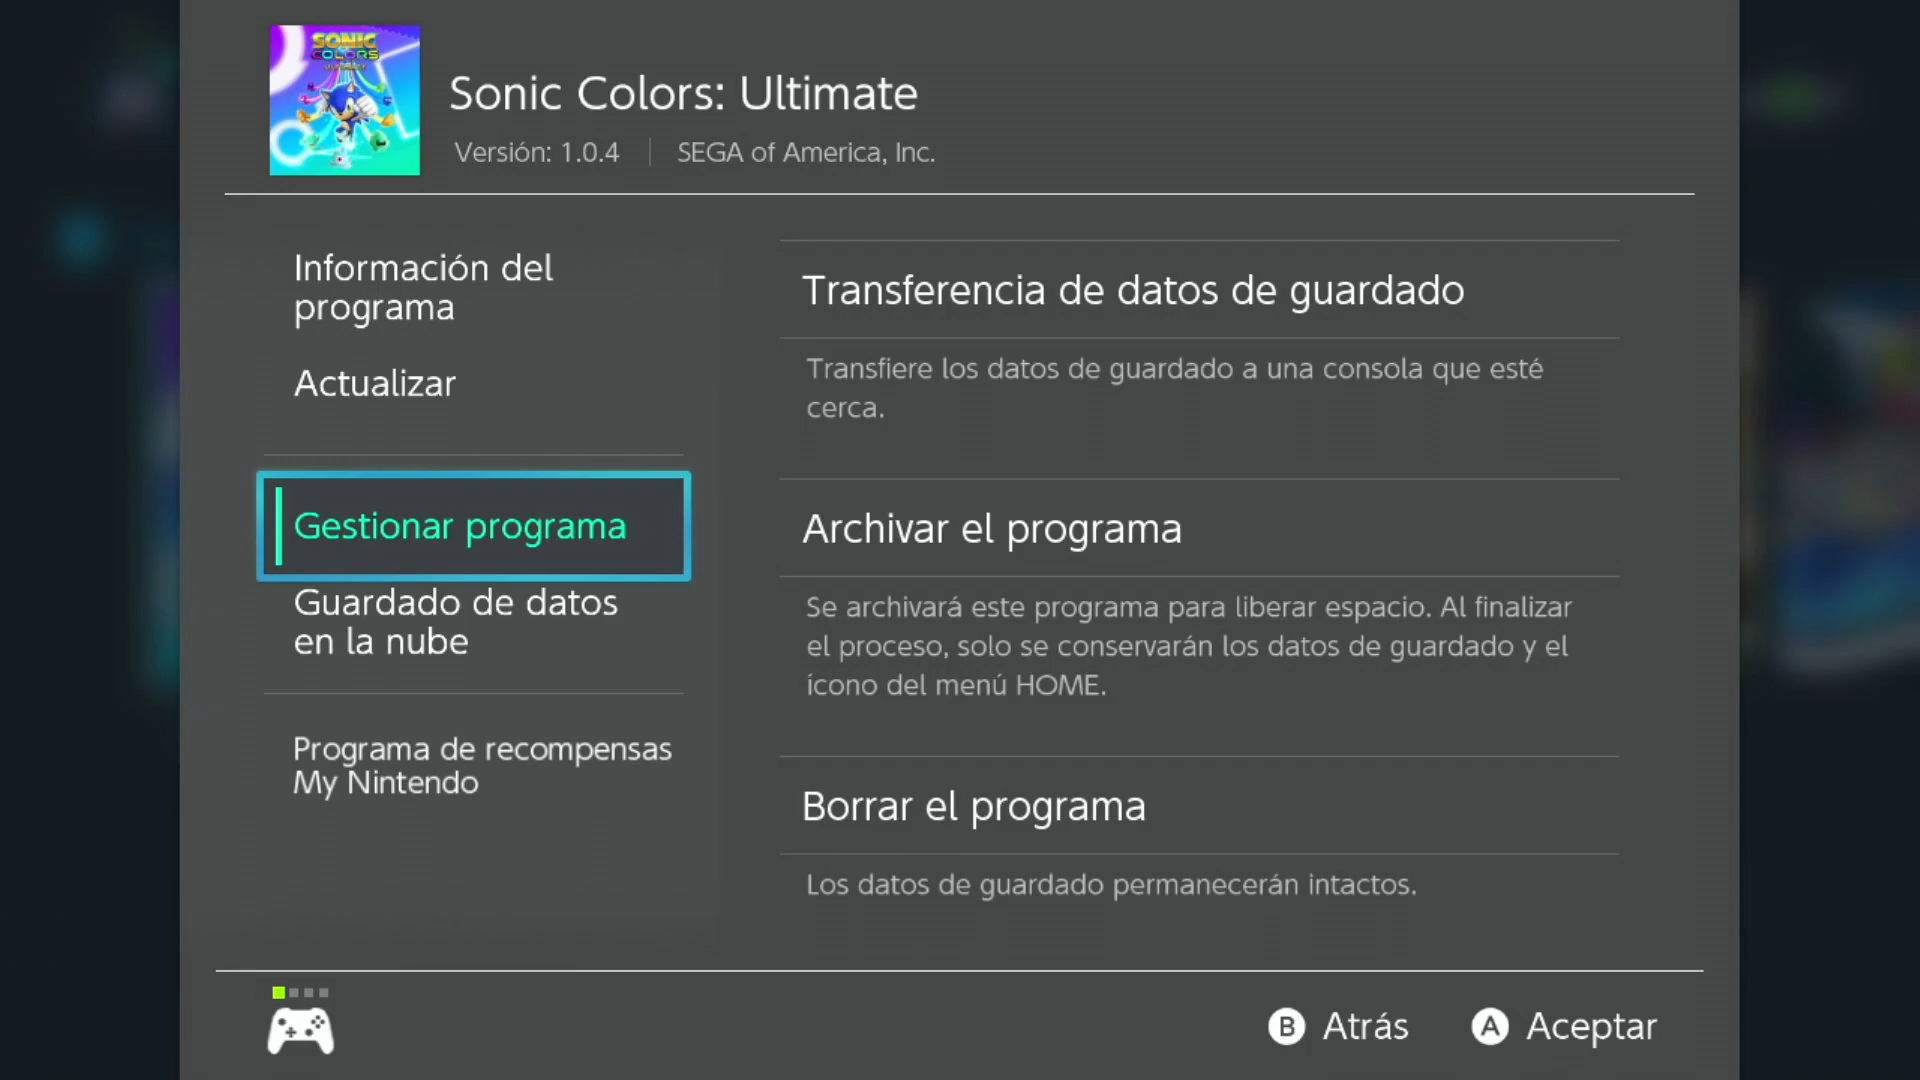 SONIC
COLORS
ULTIMATE
Sonic Colors: Ultimate
Versión: 1.0.4
SEGA of America, Inc.
Información del
programa
Actualizar
Gestionar programa
Guardado de datos
en la nube
Programa de recompensas
My Nintendo
Transferencia de datos de guardado
Transfiere los datos de guardado a una consola que esté
cerca.
Archivar el programa
Se archivará este programa para liberar espacio. Al finalizar
el proceso, solo se conservarán los datos de guardado y el
ícono del menú HOME.
Borrar el programa
Los datos de guardado permanecerán intactos.
B Atrás
A Aceptar